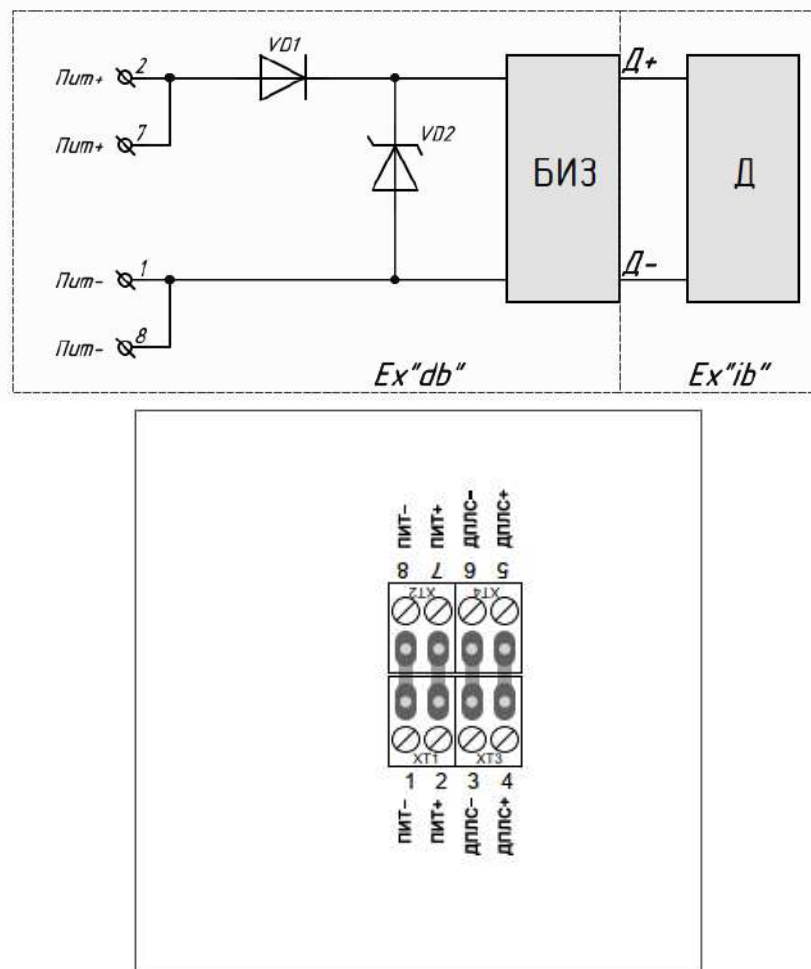 VD1
Пит+ 2
Д+
Пит+ 7
VD2
БИЗ
Д
Пит- 1
Д-
Пит- 8
Ex"db"
Ex"ib"
ПИТ- ПИТ+ ДПЛС- ДПЛС+
8 7 6 5
XT2 XT4
XT1 XT3
1 2 3 4
ПИТ- ПИТ+ ДПЛС- ДПЛС+